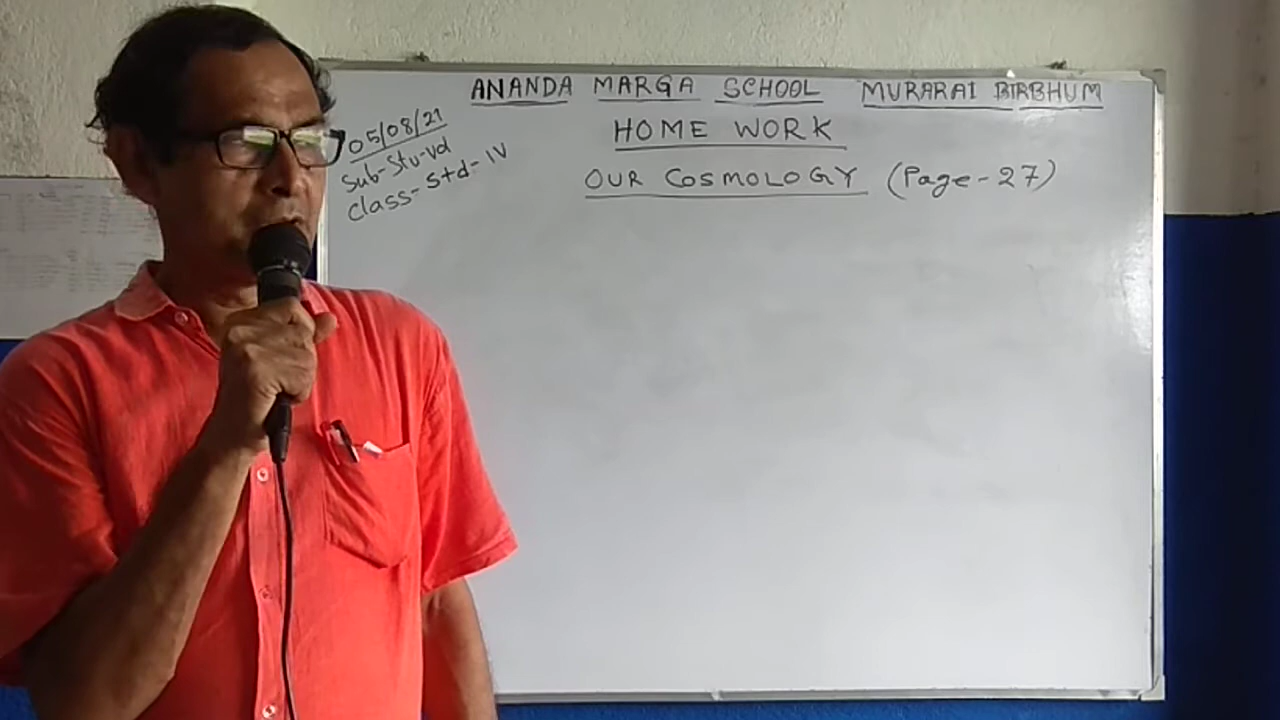 ANANDA MARGA SCHOOL MURARAI BIRBHUM
HOME WORK
OUR COSMOLOGY (Page-27)
05/08/21
Sub-Stu-vd
Class-Std-IV